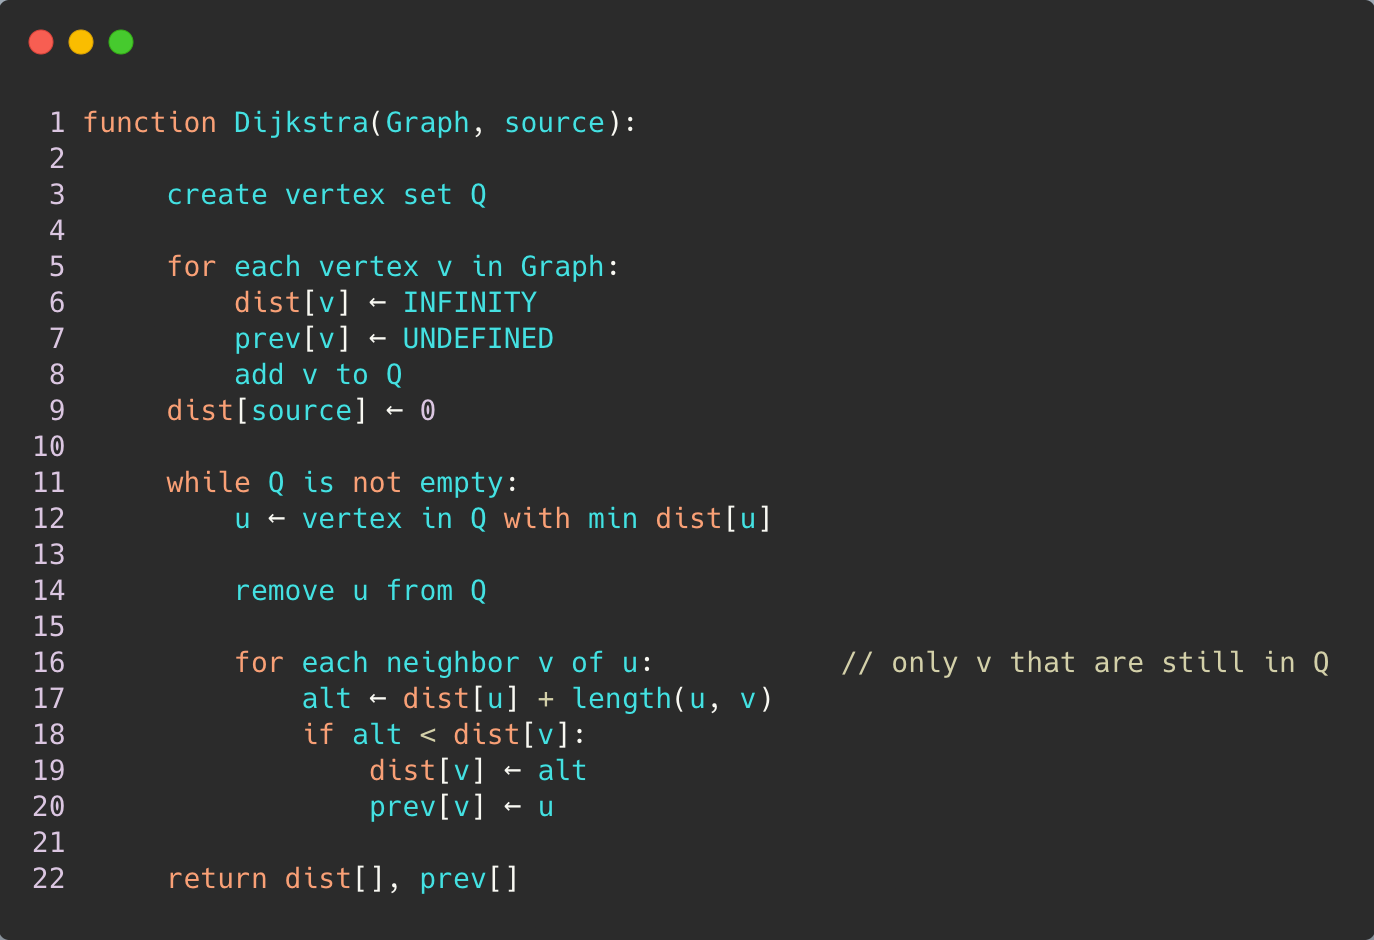 1 function Dijkstra(Graph, source):
2
3      create vertex set Q
4
5      for each vertex v in Graph:
6          dist[v] ← INFINITY
7          prev[v] ← UNDEFINED
8          add v to Q
9      dist[source] ← 0
10
11      while Q is not empty:
12          u ← vertex in Q with min dist[u]
13
14          remove u from Q
15
16          for each neighbor v of u:           // only v that are still in Q
17              alt ← dist[u] + length(u, v)
18              if alt < dist[v]:
19                  dist[v] ← alt
20                  prev[v] ← u
21
22      return dist[], prev[]